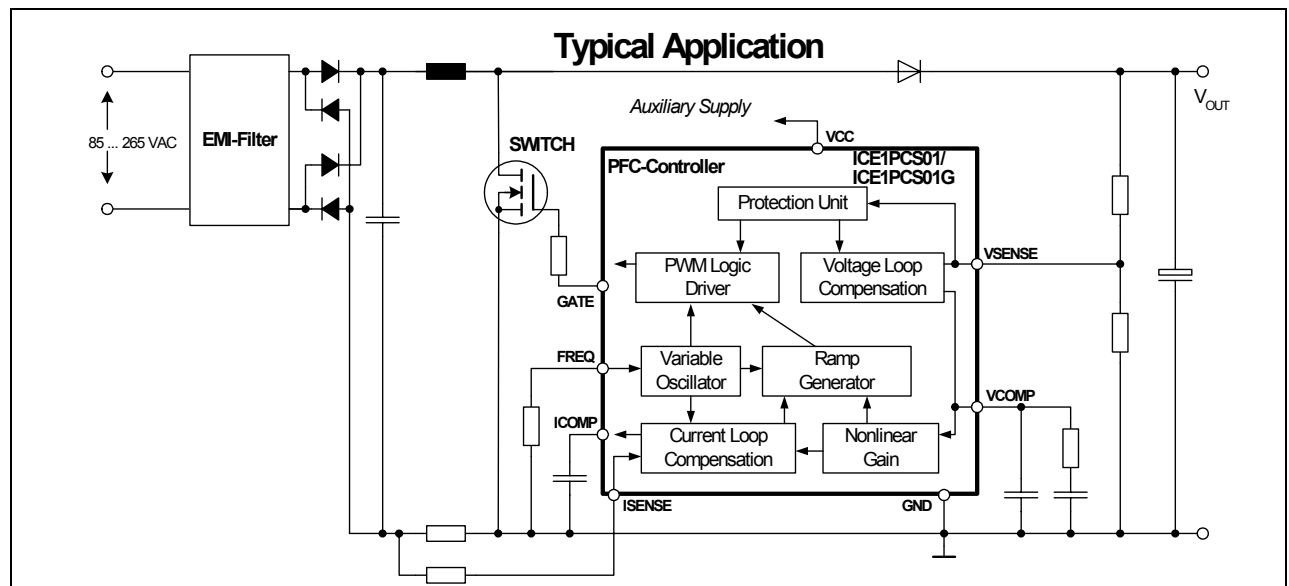 Typical Application
Auxiliary Supply
V_OUT
85 ... 265 VAC
EMI-Filter
SWITCH
VCC
PFC-Controller
ICE1PCS01/
ICE1PCS01G
Protection Unit
PWM Logic
Driver
Voltage Loop
Compensation
VSENSE
GATE
FREQ
Variable
Oscillator
Ramp
Generator
VCOMP
ICOMP
Current Loop
Compensation
Nonlinear
Gain
ISENSE
GND